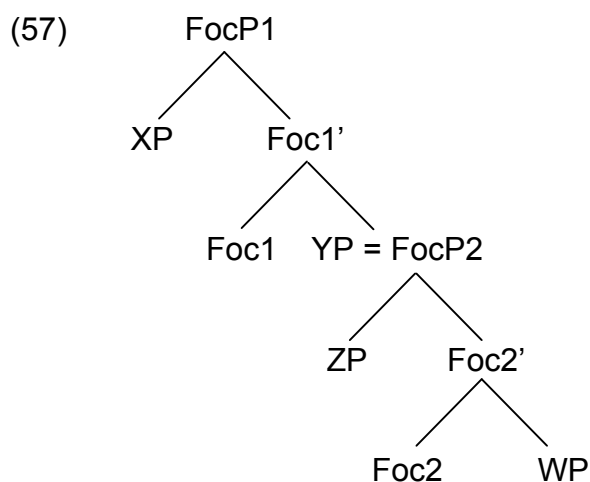 (57) FocP1
XP Foc1’
Foc1 YP = FocP2
ZP Foc2’
Foc2 WP